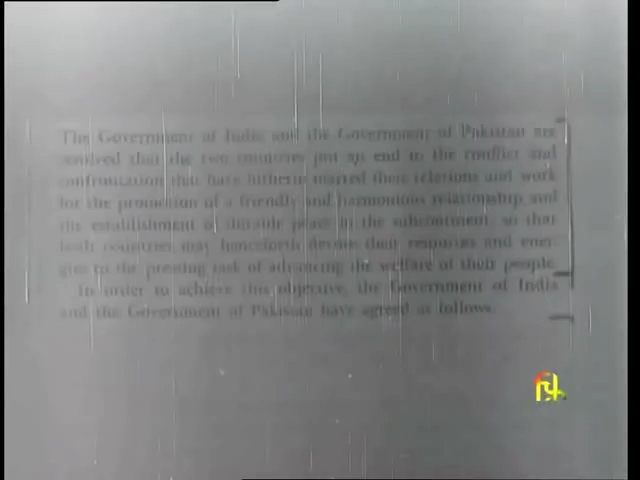 The Government of India and the Government of Pakistan are
resolved that the two countries put an end to the conflict and
confrontation that have hitherto marred their relations and work
for the promotion of a friendly and harmonious relationship and
the establishment of durable peace in the subcontinent, so that
both countries may henceforth devote their resources and ener-
gies to the pressing task of advancing the welfare of their people.
In order to achieve this objective, the Government of India
and the Government of Pakistan have agreed as follows.